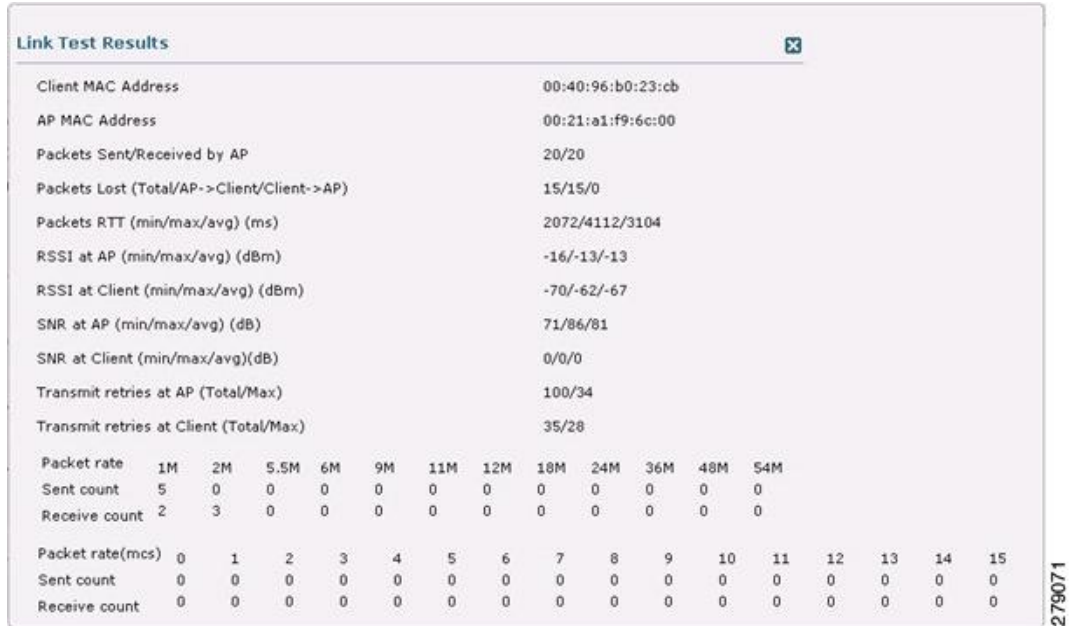 Link Test Results
Client MAC Address 00:40:96:b0:23:cb
AP MAC Address 00:21:a1:f9:6c:00
Packets Sent/Received by AP 20/20
Packets Lost (Total/AP->Client/Client->AP) 15/15/0
Packets RTT (min/max/avg) (ms) 2072/4112/3104
RSSI at AP (min/max/avg) (dBm) -16/-13/-13
RSSI at Client (min/max/avg) (dBm) -70/-62/-67
SNR at AP (min/max/avg) (dB) 71/86/81
SNR at Client (min/max/avg)(dB) 0/0/0
Transmit retries at AP (Total/Max) 100/34
Transmit retries at Client (Total/Max) 35/28
Packet rate 1M 2M 5.5M 6M 9M 11M 12M 18M 24M 36M 48M 54M
Sent count 5 0 0 0 0 0 0 0 0 0 0 0
Receive count 2 3 0 0 0 0 0 0 0 0 0 0
Packet rate(mcs) 0 1 2 3 4 5 6 7 8 9 10 11 12 13 14 15
Sent count 0 0 0 0 0 0 0 0 0 0 0 0 0 0 0 0
Receive count 0 0 0 0 0 0 0 0 0 0 0 0 0 0 0 0
279071